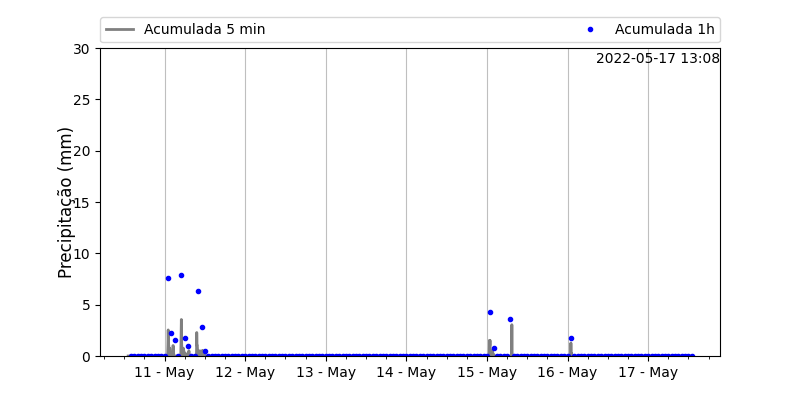 Acumulada 5 min
Acumulada 1h
2022-05-17 13:08
Precipitação (mm)
30
25
20
15
10
5
0
11 - May
12 - May
13 - May
14 - May
15 - May
16 - May
17 - May